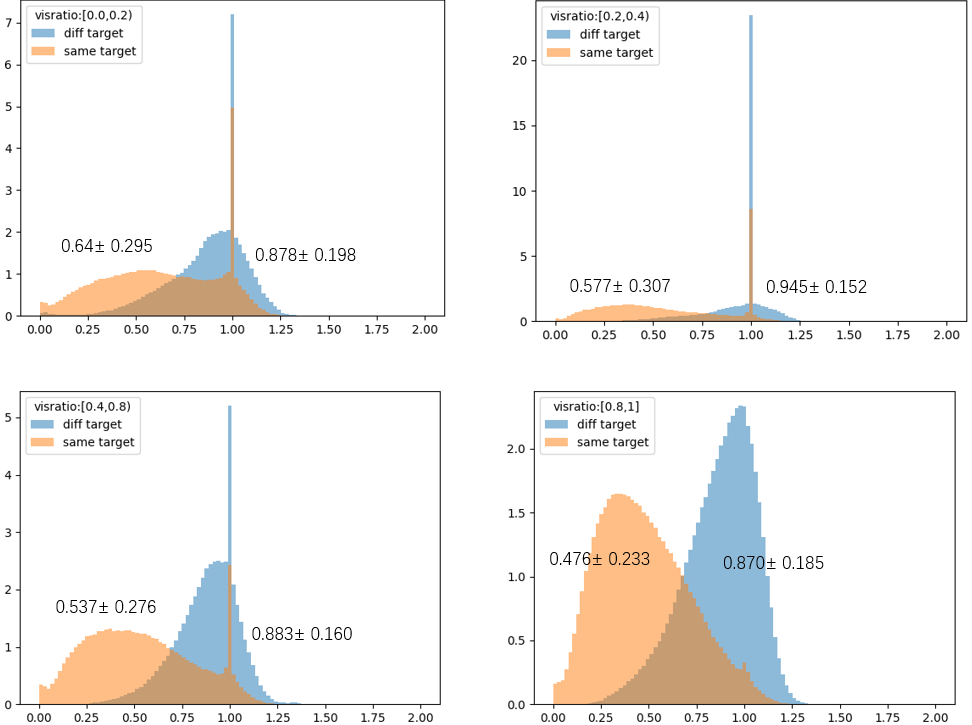 visratio:[0.0,0.2)
diff target
same target
7
6
5
4
3
2
1
0
0.64± 0.295
0.878± 0.198
0.00 0.25 0.50 0.75 1.00 1.25 1.50 1.75 2.00
visratio:[0.2,0.4)
diff target
same target
20
15
10
5
0
0.577± 0.307
0.945± 0.152
0.00 0.25 0.50 0.75 1.00 1.25 1.50 1.75 2.00
visratio:[0.4,0.8)
diff target
same target
5
4
3
2
1
0
0.537± 0.276
0.883± 0.160
0.00 0.25 0.50 0.75 1.00 1.25 1.50 1.75 2.00
visratio:[0.8,1]
diff target
same target
2.0
1.5
1.0
0.5
0.0
0.476± 0.233
0.870± 0.185
0.00 0.25 0.50 0.75 1.00 1.25 1.50 1.75 2.00